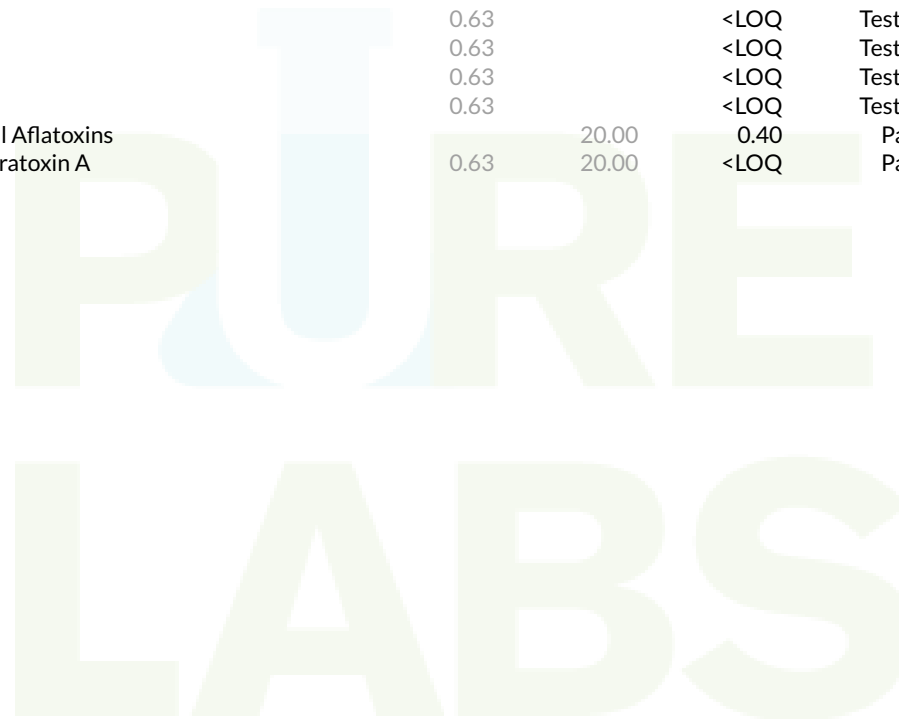 0.63 <LOQ Test
0.63 <LOQ Test
0.63 <LOQ Test
0.63 <LOQ Test
l Aflatoxins 20.00 0.40 Pa
ratoxin A 0.63 20.00 <LOQ Pa
PURE
LABS